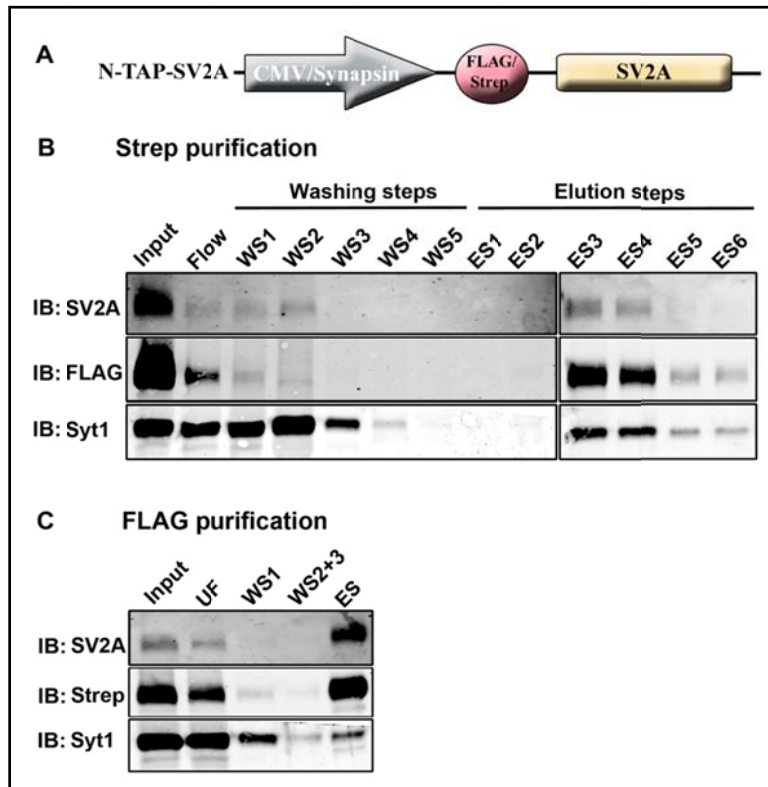 A
N-TAP-SV2A
CMV/Synapsin
FLAG/
Strep
SV2A
B Strep purification
Washing steps Elution steps
Input Flow WS1 WS2 WS3 WS4 WS5 ES1 ES2 ES3 ES4 ES5 ES6
IB: SV2A
IB: FLAG
IB: Syt1
C FLAG purification
Input UF WS1 WS2+3 ES
IB: SV2A
IB: Strep
IB: Syt1